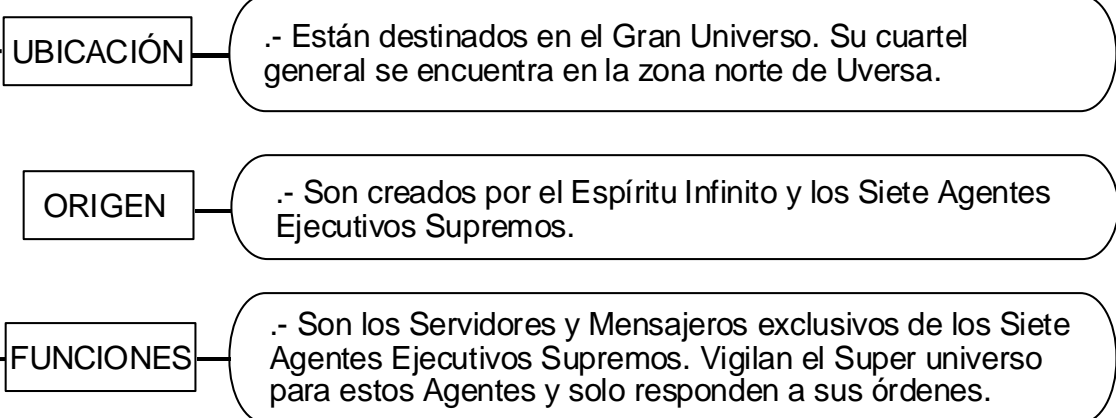 UBICACIÓN
.- Están destinados en el Gran Universo. Su cuartel
general se encuentra en la zona norte de Uversa.
ORIGEN
.- Son creados por el Espíritu Infinito y los Siete Agentes
Ejecutivos Supremos.
FUNCIONES
.- Son los Servidores y Mensajeros exclusivos de los Siete
Agentes Ejecutivos Supremos. Vigilan el Super universo
para estos Agentes y solo responden a sus órdenes.